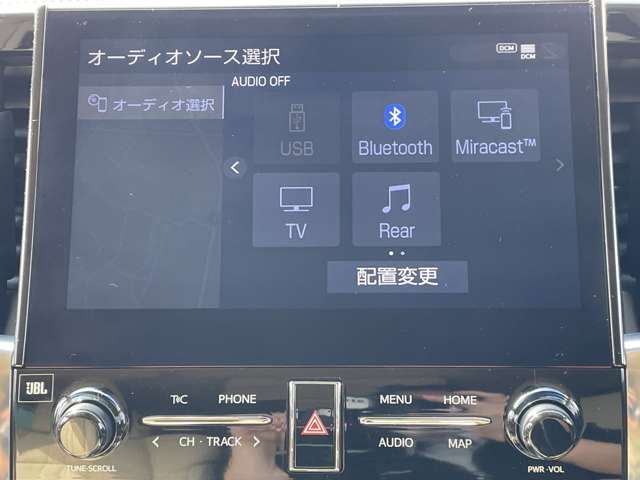 オーディオソース選択
DCM
DCM
AUDIO OFF
オーディオ選択
USB
Bluetooth
Miracast™
TV
Rear
配置変更
JBL
T͏C PHONE
MENU HOME
CH · TRACK
AUDIO MAP
TUNE·SCROLL
PWR·VOL